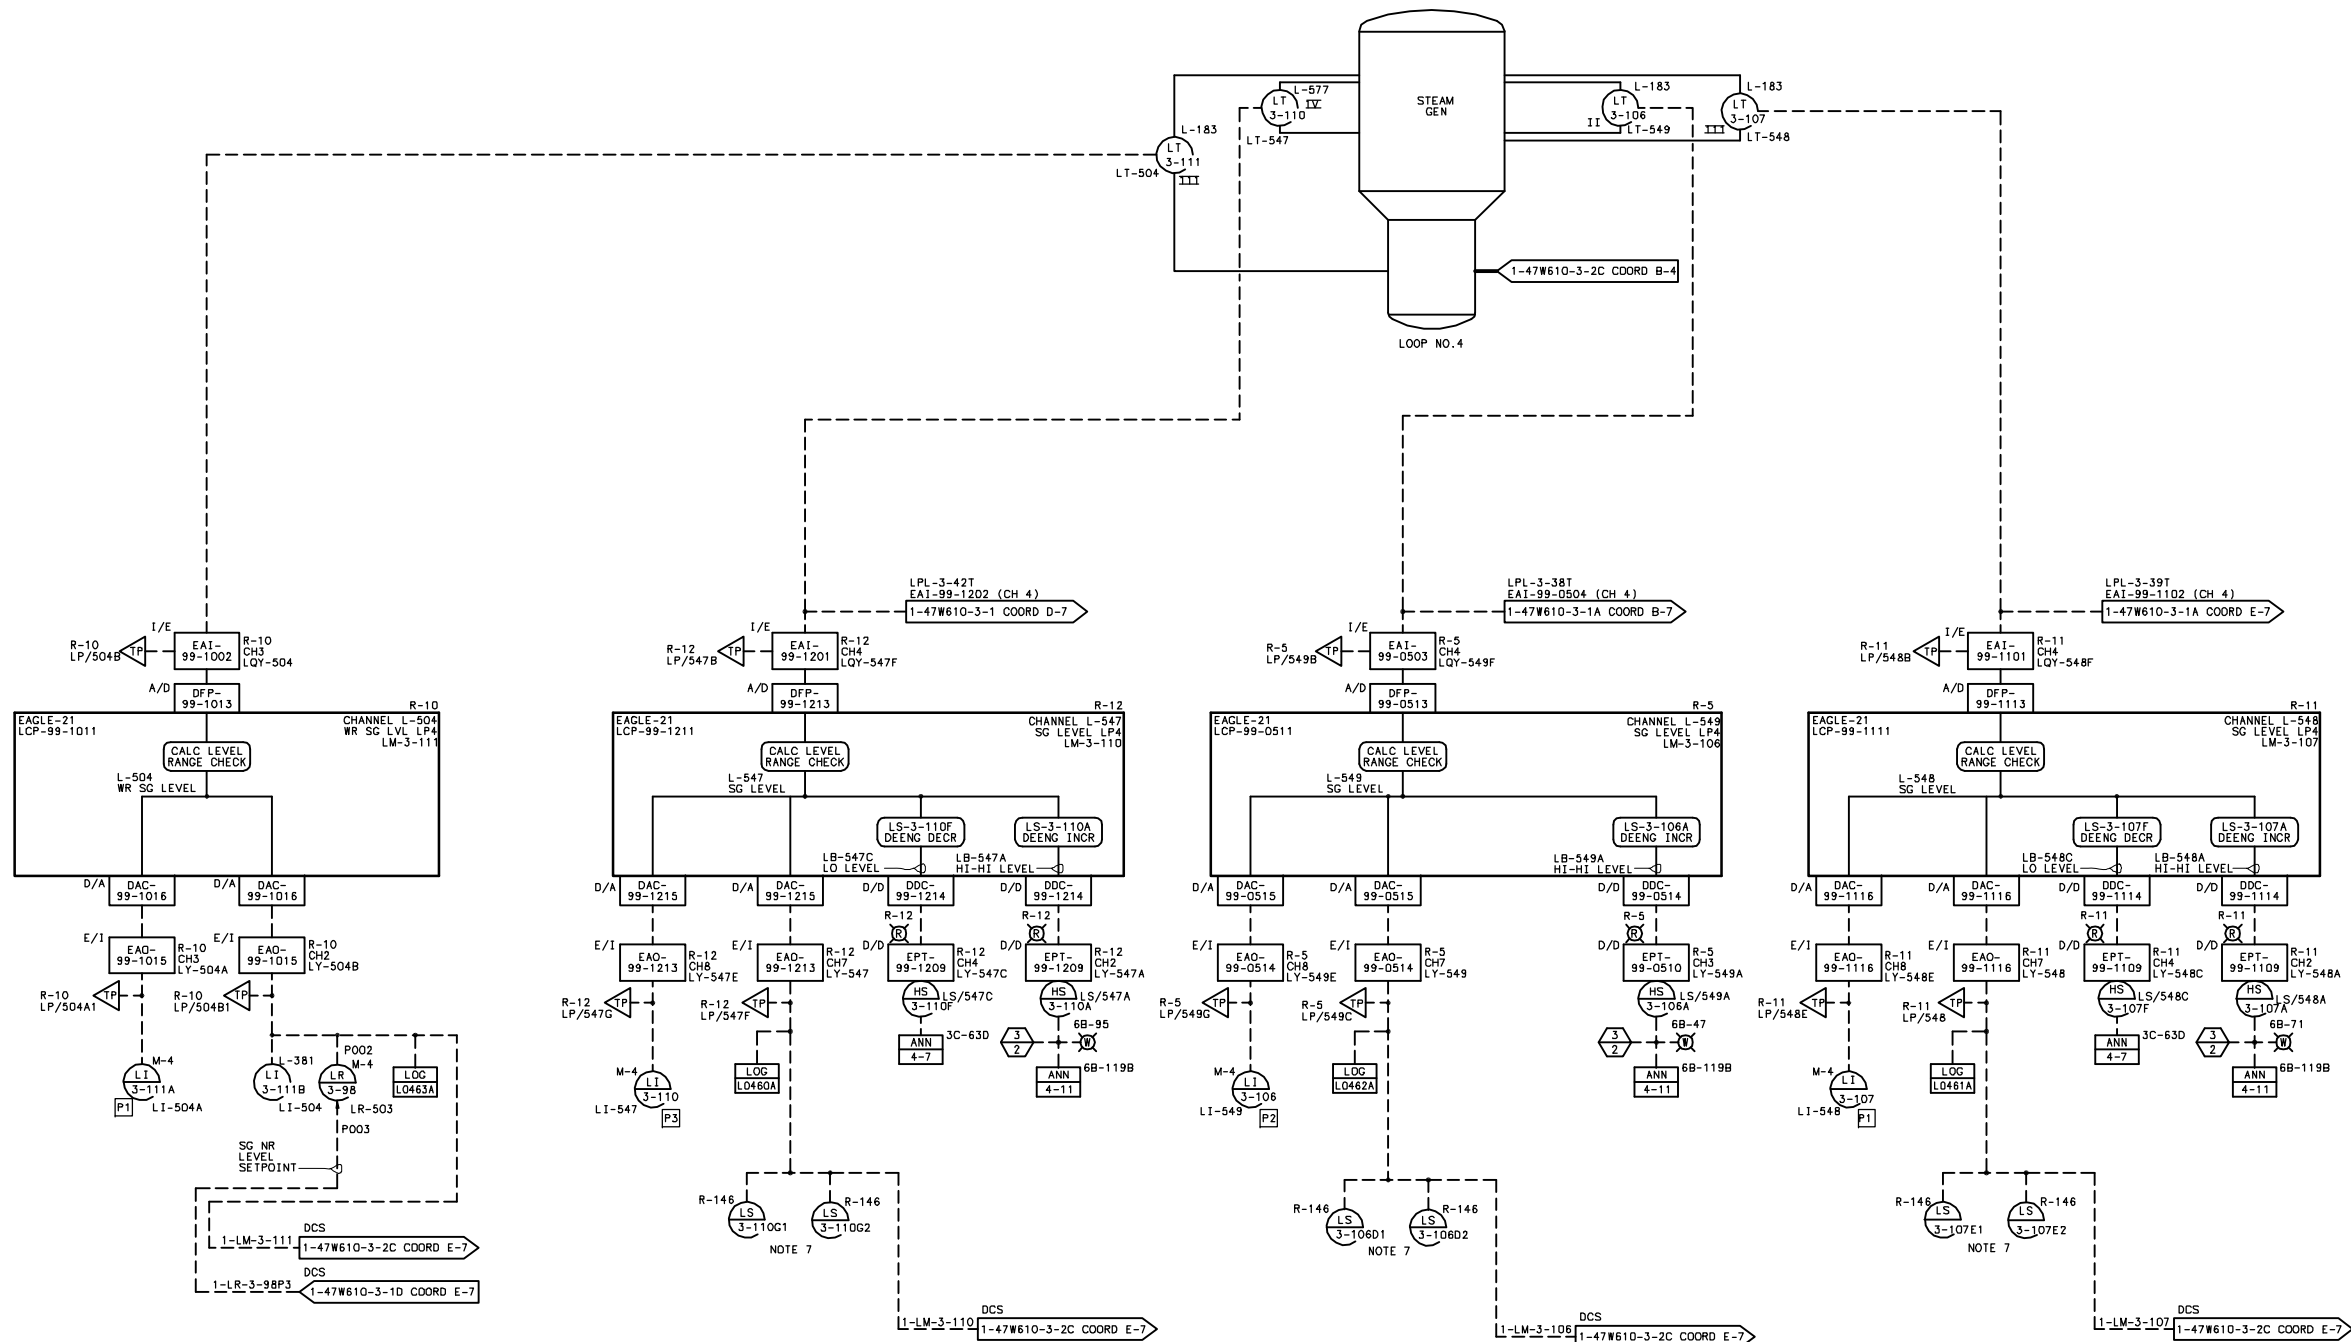 L-577
L-183
L-183
LT
3-110
IV
LT-547
STEAM
GEN
LT
3-106
II
LT-549
LT
3-107
III
LT-548
L-183
LT
3-111
LT-504
III
1-47W610-3-2C COORD B-4
LOOP NO.4
LPL-3-42T
EAI-99-1202 (CH 4)
1-47W610-3-1 COORD D-7
LPL-3-38T
EAI-99-0504 (CH 4)
1-47W610-3-1A COORD B-7
LPL-3-39T
EAI-99-1102 (CH 4)
1-47W610-3-1A COORD E-7
I/E
R-10
LP/504B
TP
EAI-
99-1002
R-10
CH3
LQY-504
A/D
DFP-
99-1013
R-10
EAGLE-21
LCP-99-1011
CHANNEL L-504
WR SG LVL LP4
LM-3-111
CALC LEVEL
RANGE CHECK
L-504
WR SG LEVEL
D/A
DAC-
99-1016
D/A
DAC-
99-1016
E/I
EAO-
99-1015
R-10
CH3
LY-504A
E/I
EAO-
99-1015
R-10
CH2
LY-504B
R-10
LP/504A1
TP
R-10
LP/504B1
TP
M-4
LI
3-111A
P1
LI-504A
L-381
LI
3-111B
LI-504
P002
M-4
LR
3-98
LR-503
P003
LOG
L0463A
SG NR
LEVEL
SETPOINT
1-LM-3-111
DCS
1-47W610-3-2C COORD E-7
1-LR-3-98P3
DCS
1-47W610-3-1D COORD E-7
I/E
R-12
LP/547B
TP
EAI-
99-1201
R-12
CH4
LQY-547F
A/D
DFP-
99-1213
R-12
EAGLE-21
LCP-99-1211
CHANNEL L-547
SG LEVEL LP4
LM-3-110
CALC LEVEL
RANGE CHECK
L-547
SG LEVEL
LS-3-110F
DEENG DECR
LS-3-110A
DEENG INCR
LB-547C
LO LEVEL
LB-547A
HI-HI LEVEL
D/A
DAC-
99-1215
D/A
DAC-
99-1215
D/D
DDC-
99-1214
D/D
DDC-
99-1214
R-12
R
R-12
R
E/I
EAO-
99-1213
R-12
CH8
LY-547E
E/I
EAO-
99-1213
R-12
CH7
LY-547
D/D
EPT-
99-1209
R-12
CH4
LY-547C
D/D
EPT-
99-1209
R-12
CH2
LY-547A
R-12
LP/547G
TP
R-12
LP/547F
TP
HS
3-110F
LS/547C
HS
3-110A
LS/547A
M-4
LI
3-110
LI-547
P3
LOG
L0460A
3C-63D
ANN
4-7
3
2
6B-95
W
ANN
4-11
6B-119B
R-146
LS
3-110G1
R-146
LS
3-110G2
NOTE 7
1-LM-3-110
DCS
1-47W610-3-2C COORD E-7
I/E
R-5
LP/549B
TP
EAI-
99-0503
R-5
CH4
LQY-549F
A/D
DFP-
99-0513
R-5
EAGLE-21
LCP-99-0511
CHANNEL L-549
SG LEVEL LP4
LM-3-106
CALC LEVEL
RANGE CHECK
L-549
SG LEVEL
LS-3-106A
DEENG INCR
LB-549A
HI-HI LEVEL
D/A
DAC-
99-0515
D/A
DAC-
99-0515
D/D
DDC-
99-0514
R-5
R
E/I
EAO-
99-0514
R-5
CH8
LY-549E
E/I
EAO-
99-0514
R-5
CH7
LY-549
D/D
EPT-
99-0510
R-5
CH3
LY-549A
R-5
LP/549G
TP
R-5
LP/549C
TP
HS
3-106A
LS/549A
M-4
LI
3-106
LI-549
P2
LOG
L0462A
3
2
6B-47
W
ANN
4-11
6B-119B
R-146
LS
3-106D1
R-146
LS
3-106D2
NOTE 7
1-LM-3-106
DCS
1-47W610-3-2C COORD E-7
I/E
R-11
LP/548B
TP
EAI-
99-1101
R-11
CH4
LQY-548F
A/D
DFP-
99-1113
R-11
EAGLE-21
LCP-99-1111
CHANNEL L-548
SG LEVEL LP4
LM-3-107
CALC LEVEL
RANGE CHECK
L-548
SG LEVEL
LS-3-107F
DEENG DECR
LS-3-107A
DEENG INCR
LB-548C
LO LEVEL
LB-548A
HI-HI LEVEL
D/A
DAC-
99-1116
D/A
DAC-
99-1116
D/D
DDC-
99-1114
D/D
DDC-
99-1114
R-11
R
R-11
R
E/I
EAO-
99-1116
R-11
CH8
LY-548E
E/I
EAO-
99-1116
R-11
CH7
LY-548
D/D
EPT-
99-1109
R-11
CH4
LY-548C
D/D
EPT-
99-1109
R-11
CH2
LY-548A
R-11
LP/548E
TP
R-11
LP/548
TP
HS
3-107F
LS/548C
HS
3-107A
LS/548A
M-4
LI
3-107
LI-548
P1
LOG
L0461A
3C-63D
ANN
4-7
3
2
6B-71
W
ANN
4-11
6B-119B
R-146
LS
3-107E1
R-146
LS
3-107E2
NOTE 7
1-LM-3-107
DCS
1-47W610-3-2C COORD E-7